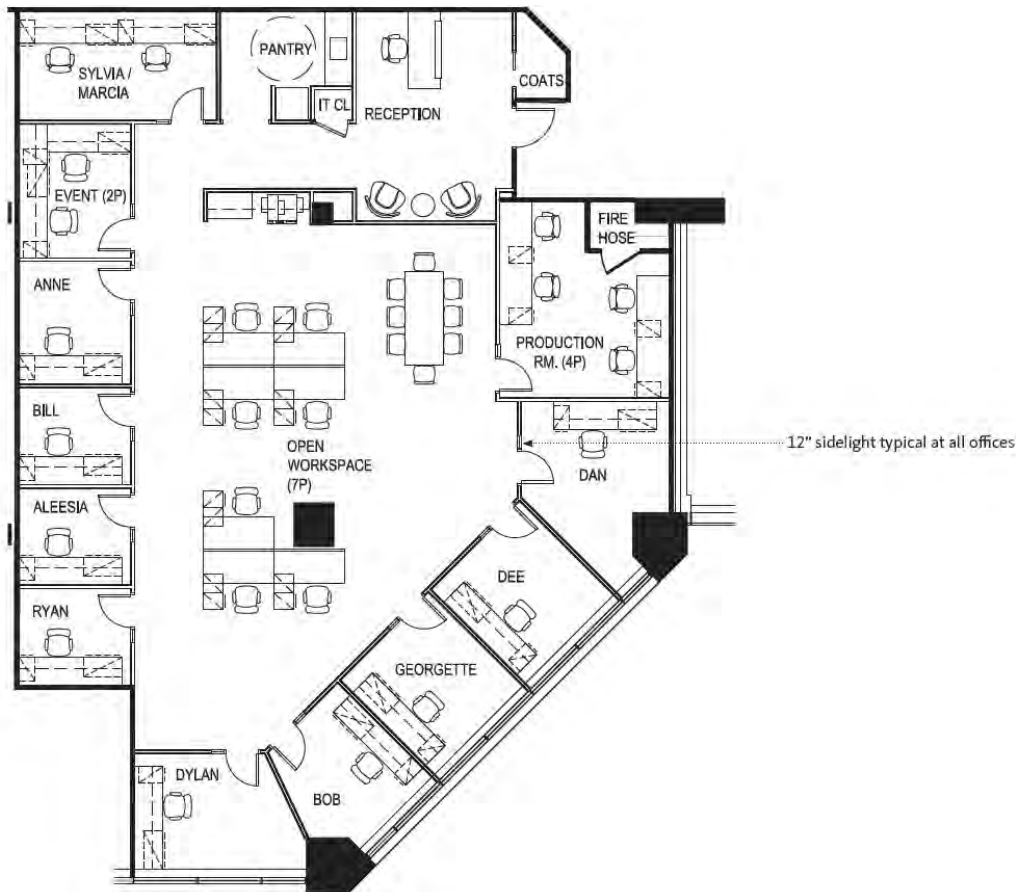 SYLVIA /
MARCIA
PANTRY
IT CL
RECEPTION
COATS
EVENT (2P)
FIRE
HOSE
ANNE
PRODUCTION
RM. (4P)
BILL
OPEN
WORKSPACE
(7P)
12" sidelight typical at all offices
DAN
ALEESIA
DEE
RYAN
GEORGETTE
DYLAN
BOB